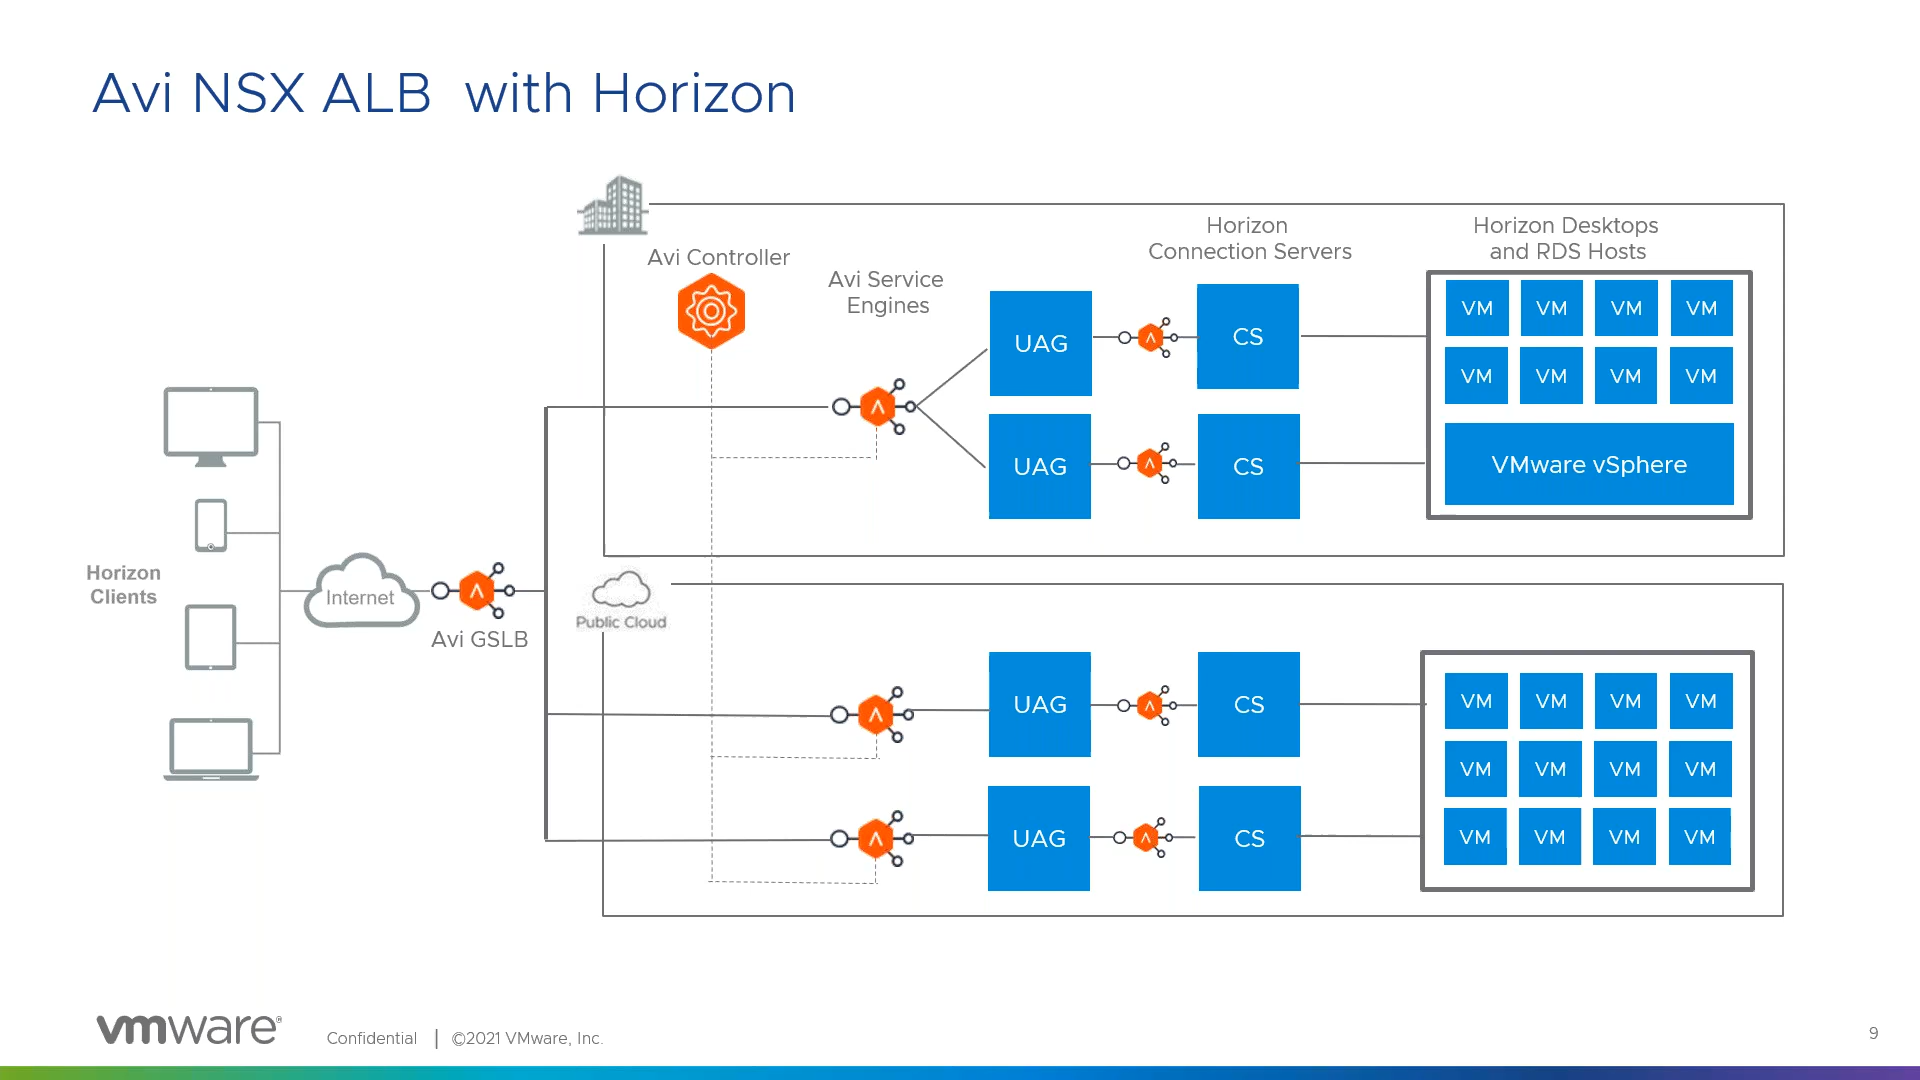 Avi NSX ALB  with Horizon
Horizon
Connection Servers
Horizon Desktops
and RDS Hosts
Avi Controller
Avi Service
Engines
UAG
CS
VM VM VM VM
VM VM VM VM
UAG
CS
VMware vSphere
Horizon
Clients
Internet
Avi GSLB
Public Cloud
UAG
CS
VM VM VM VM
VM VM VM VM
UAG
CS
VM VM VM VM
vmware®
Confidential | ©2021 VMware, Inc.
9